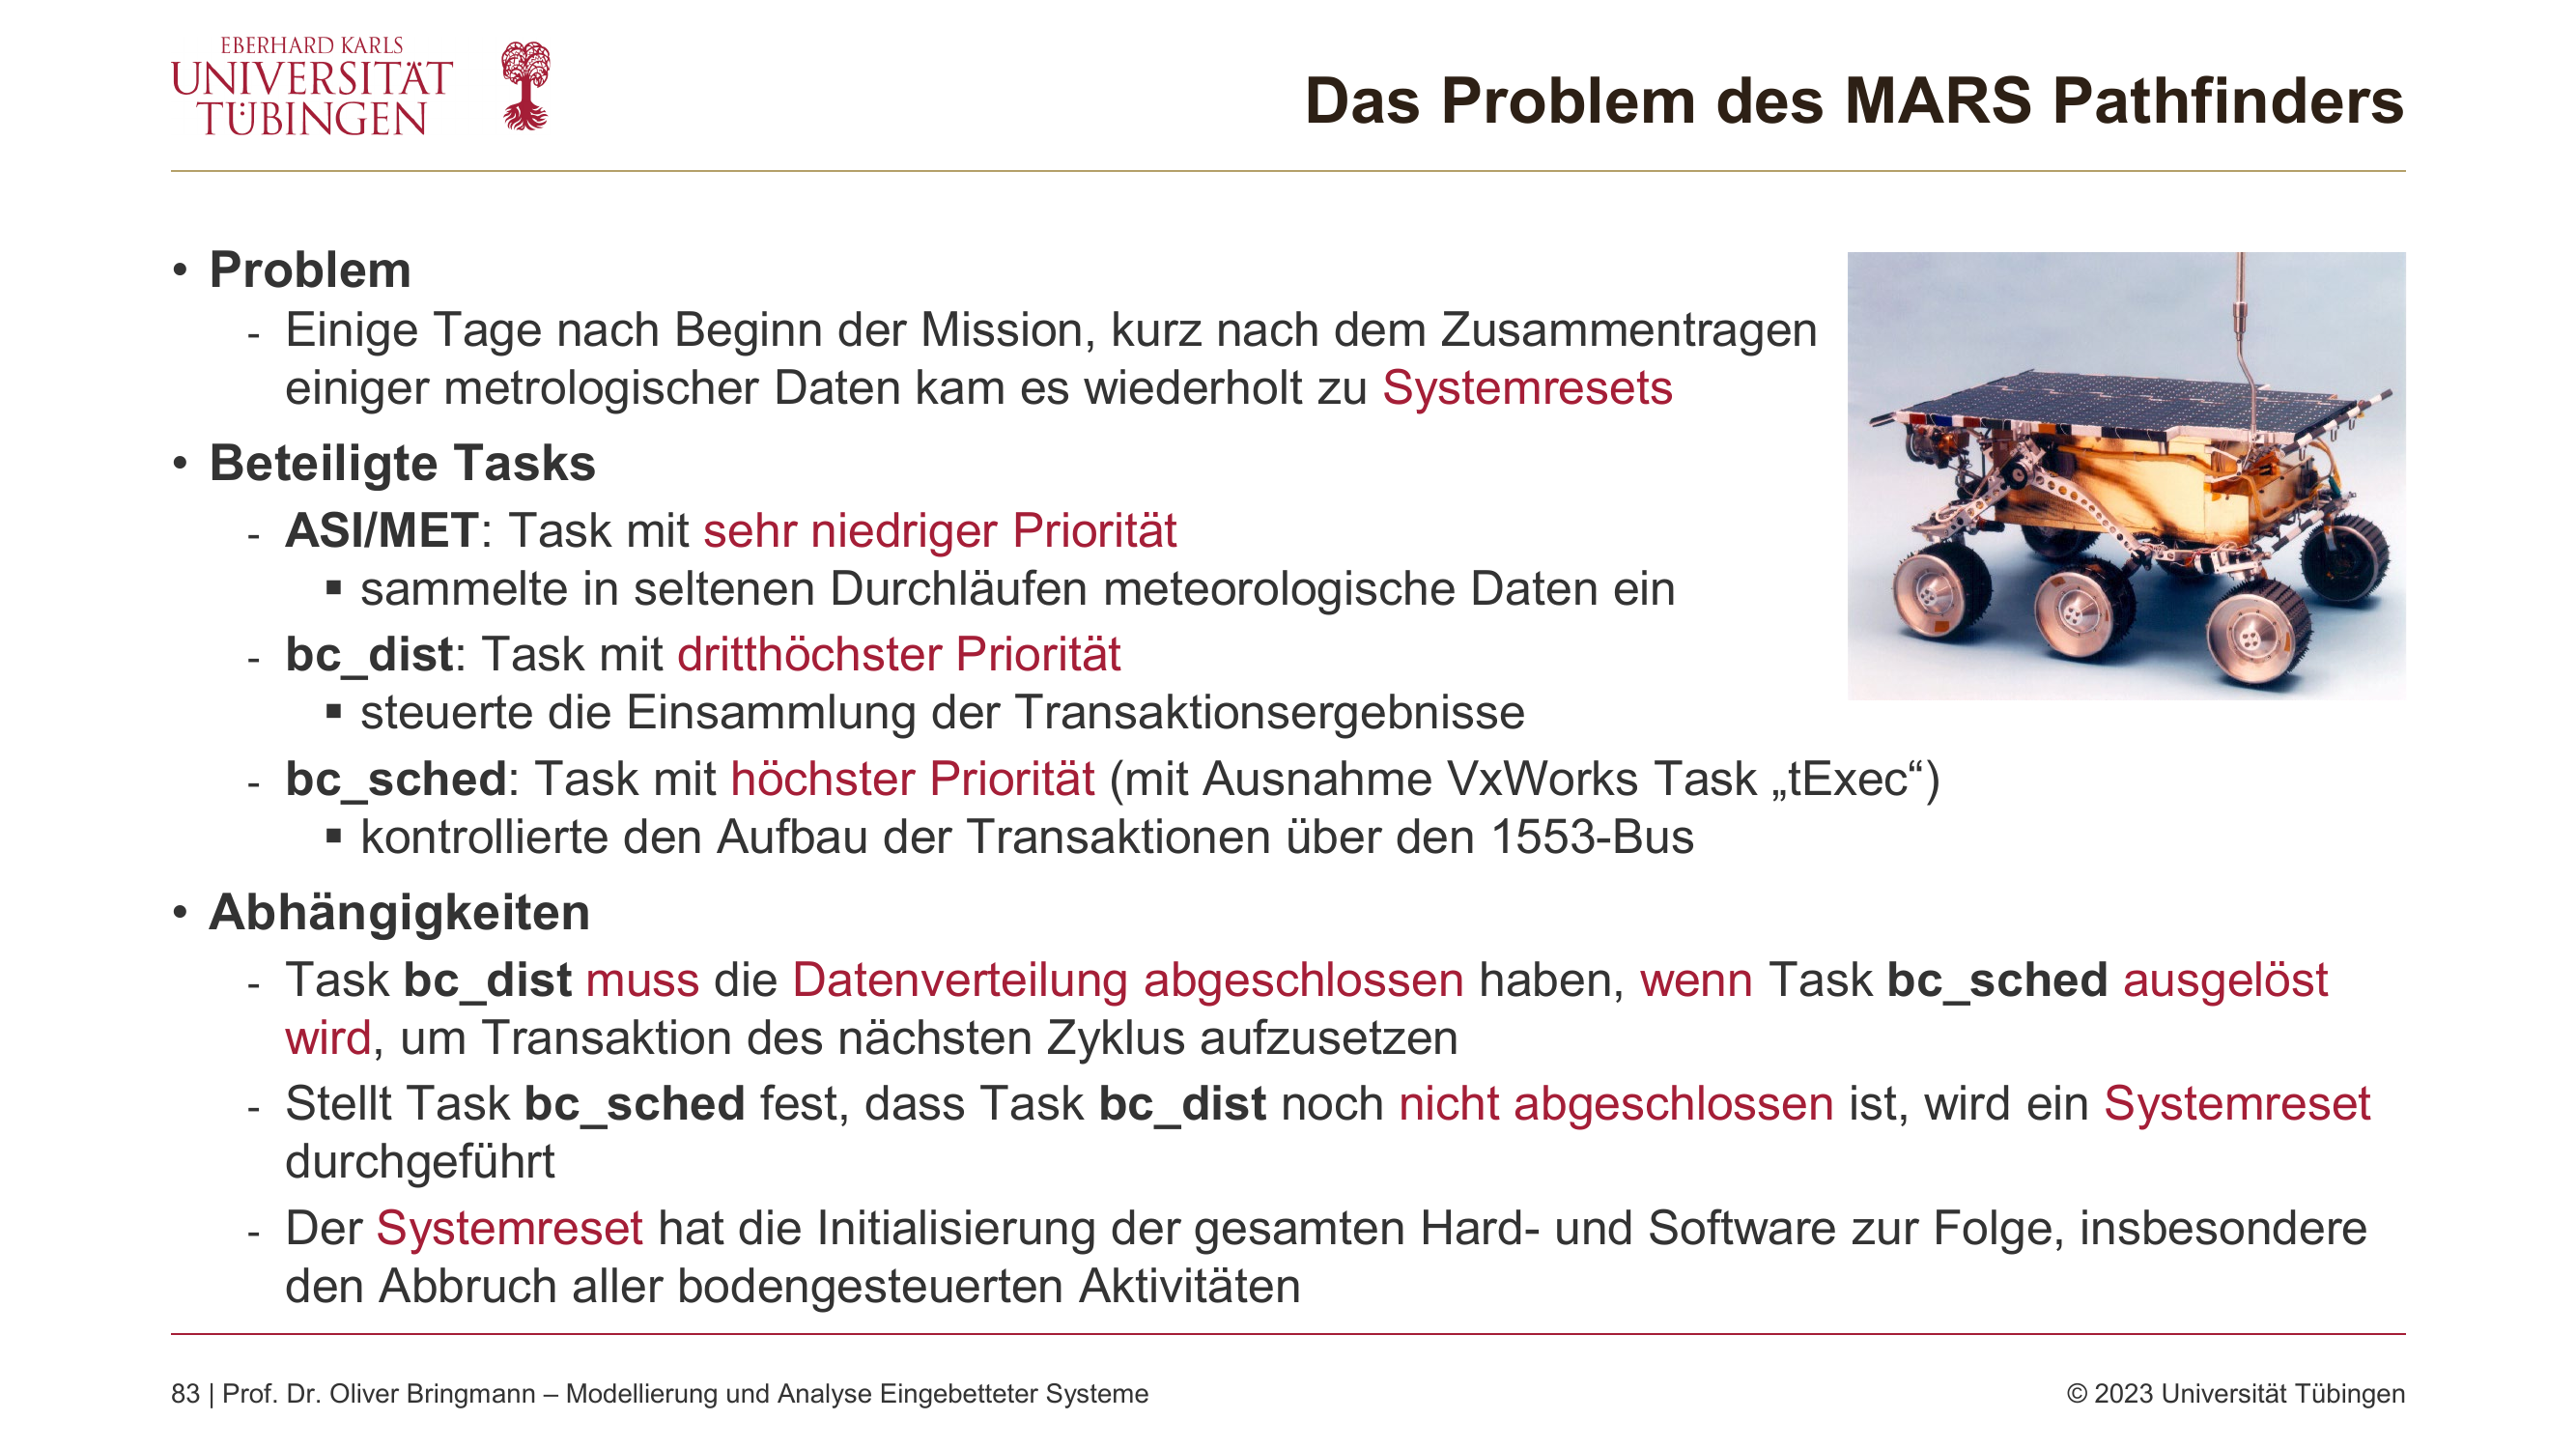 EBERHARD KARLS
UNIVERSITÄT
TÜBINGEN
Das Problem des MARS Pathfinders
• Problem
- Einige Tage nach Beginn der Mission, kurz nach dem Zusammentragen
einiger metrologischer Daten kam es wiederholt zu Systemresets
• Beteiligte Tasks
- ASI/MET: Task mit sehr niedriger Priorität
▪ sammelte in seltenen Durchläufen meteorologische Daten ein
- bc_dist: Task mit dritthöchster Priorität
▪ steuerte die Einsammlung der Transaktionsergebnisse
- bc_sched: Task mit höchster Priorität (mit Ausnahme VxWorks Task „tExec“)
▪ kontrollierte den Aufbau der Transaktionen über den 1553-Bus
• Abhängigkeiten
- Task bc_dist muss die Datenverteilung abgeschlossen haben, wenn Task bc_sched ausgelöst
wird, um Transaktion des nächsten Zyklus aufzusetzen
- Stellt Task bc_sched fest, dass Task bc_dist noch nicht abgeschlossen ist, wird ein Systemreset
durchgeführt
- Der Systemreset hat die Initialisierung der gesamten Hard- und Software zur Folge, insbesondere
den Abbruch aller bodengesteuerten Aktivitäten
83 | Prof. Dr. Oliver Bringmann – Modellierung und Analyse Eingebetteter Systeme
© 2023 Universität Tübingen